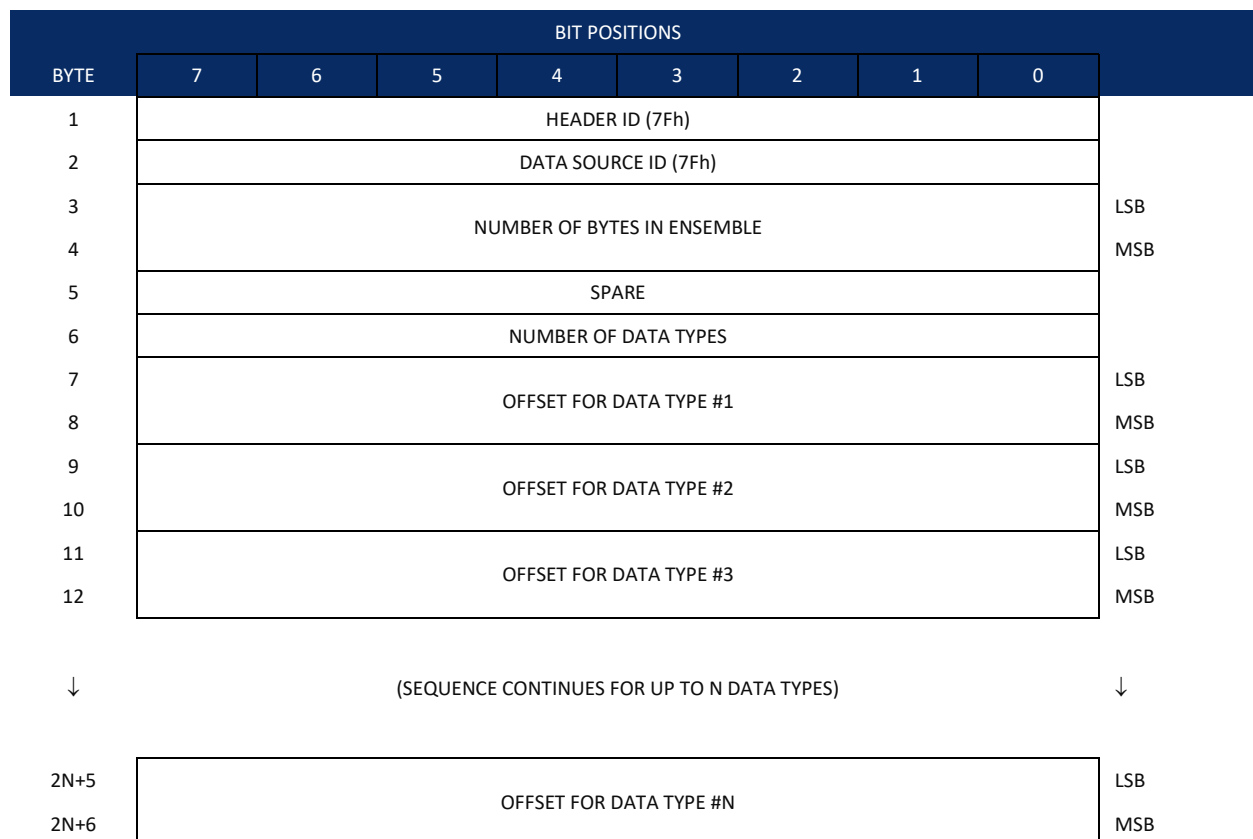 BIT POSITIONS
BYTE 7 6 5 4 3 2 1 0
1 HEADER ID (7Fh)
2 DATA SOURCE ID (7Fh)
3 LSB
NUMBER OF BYTES IN ENSEMBLE
4 MSB
5 SPARE
6 NUMBER OF DATA TYPES
7 LSB
OFFSET FOR DATA TYPE #1
8 MSB
9 LSB
OFFSET FOR DATA TYPE #2
10 MSB
11 LSB
OFFSET FOR DATA TYPE #3
12 MSB
↓ (SEQUENCE CONTINUES FOR UP TO N DATA TYPES) ↓
2N+5 LSB
OFFSET FOR DATA TYPE #N
2N+6 MSB